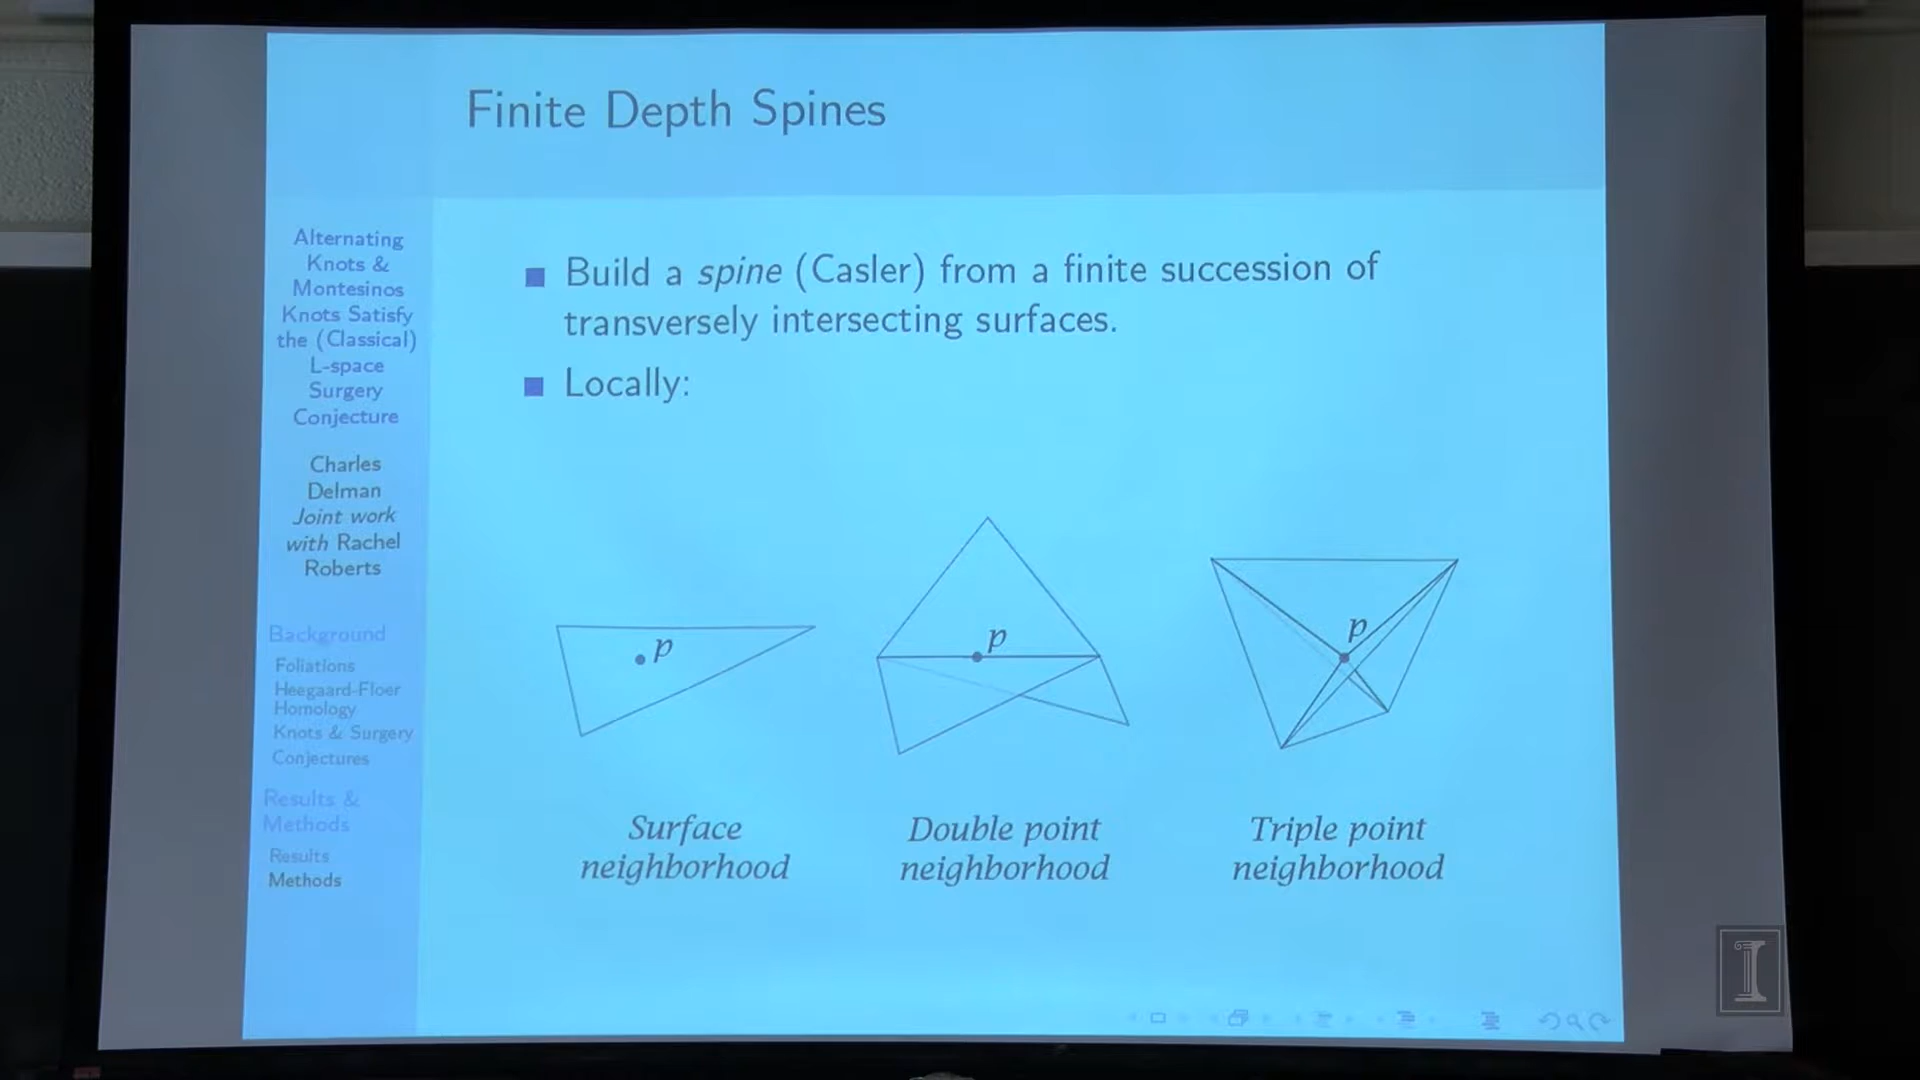 Finite Depth Spines
Alternating
Knots &
Montesinos
Knots Satisfy
the (Classical)
L-space
Surgery
Conjecture
Charles
Delman
Joint work
with Rachel
Roberts
Background
Foliations
Heegaard-Floer
Homology
Knots & Surgery
Conjectures
Results &
Methods
Results
Methods
■ Build a spine (Casler) from a finite succession of
transversely intersecting surfaces.
■ Locally:
p
p
p
Surface
neighborhood
Double point
neighborhood
Triple point
neighborhood
I